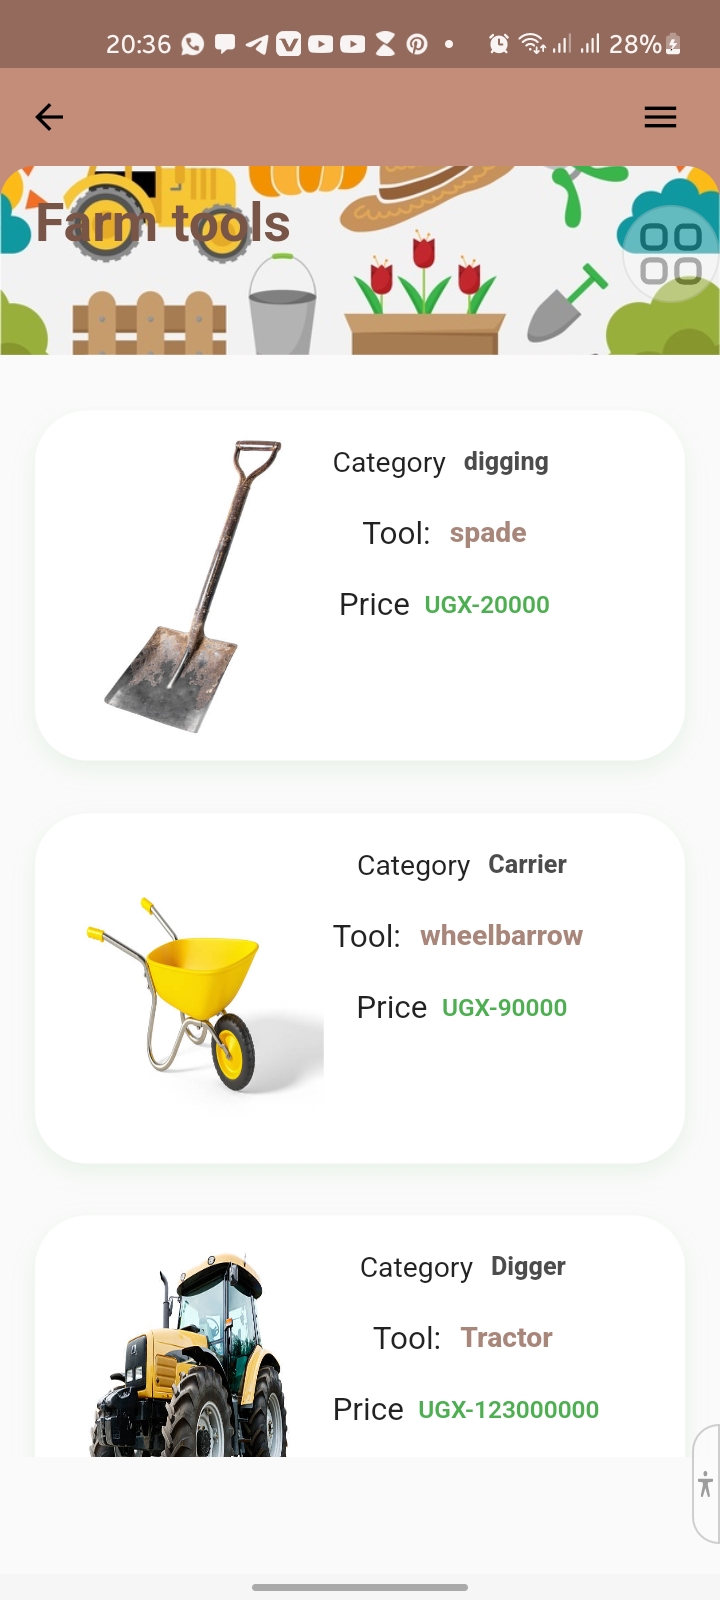 20:36 28%
Farm tools
Category digging
Tool: spade
Price UGX-20000
Category Carrier
Tool: wheelbarrow
Price UGX-90000
Category Digger
Tool: Tractor
Price UGX-123000000